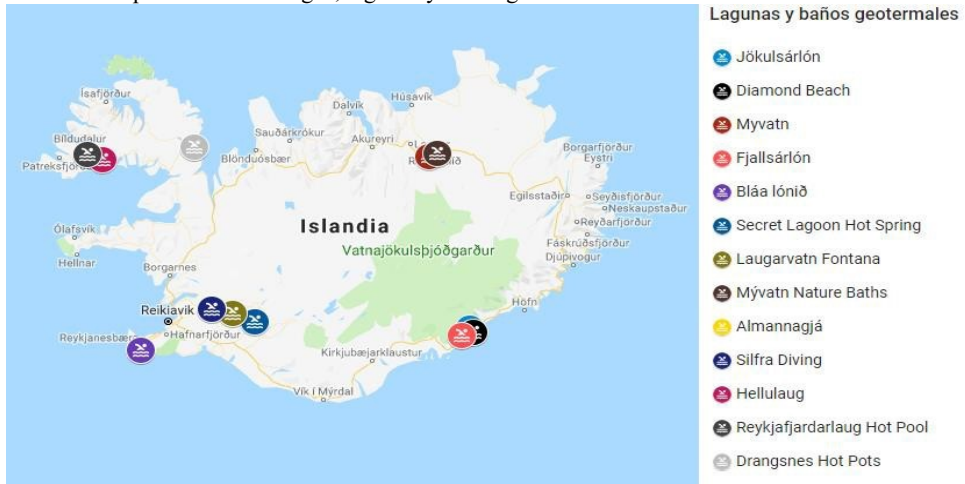 Lagunas y baños geotermales
Jökulsárlón
Diamond Beach
Myvatn
Fjallsárlón
Bláa lónið
Secret Lagoon Hot Spring
Laugarvatn Fontana
Mývatn Nature Baths
Almannagjá
Silfra Diving
Hellulaug
Reykjafjardarlaug Hot Pool
Drangsnes Hot Pots
Ísafjörður
Bíldudalur
Patreksfjö
Blönduósbær
Sauðárkrókur
Dalvík
Húsavík
Akureyri
Borgarfjörður
Eystri
Egilsstaðir
Seyðisfjörður
Neskaupstaður
Reyðarfjörður
Fáskrúðsfjörður
Djúpivogur
Höfn
Islandia
Vatnajökulsþjóðgarður
Ólafsvík
Hellnar
Borgarnes
Reikiavik
Hafnarfjörður
Reykjanesbær
Kirkjubæjarklaustur
Vík í Mýrdal